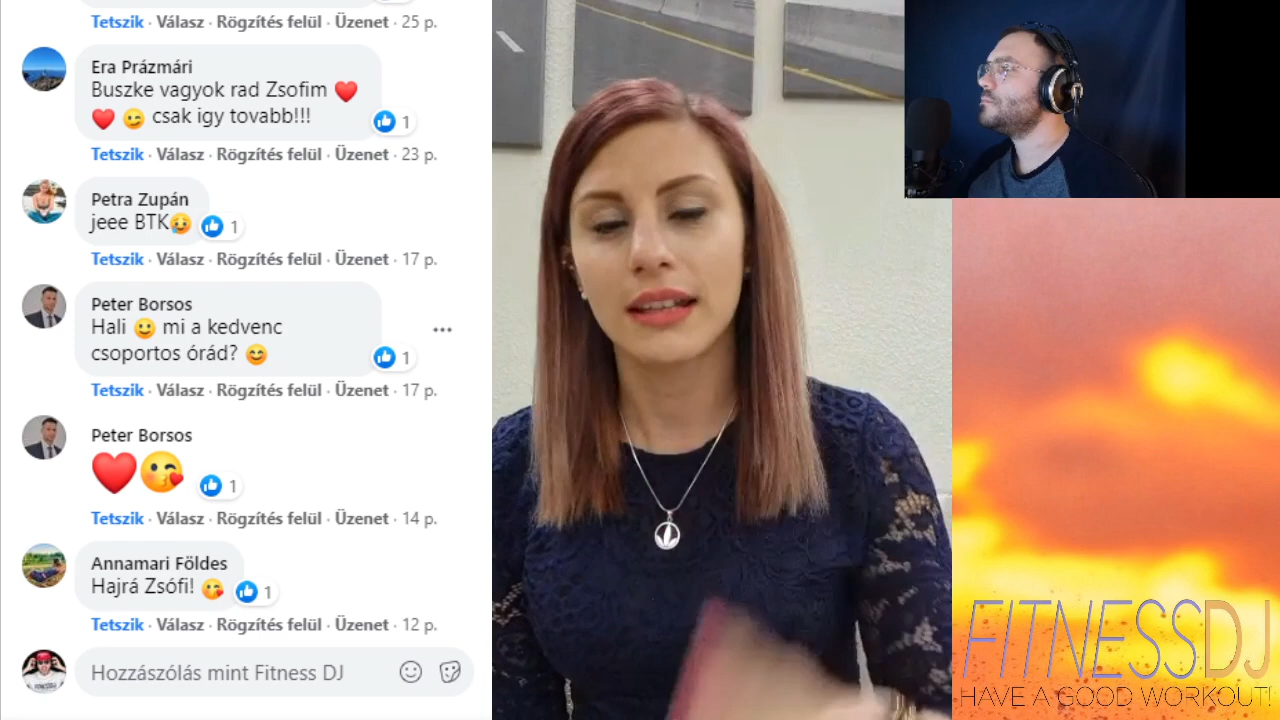 Tetszik · Válasz · Rögzítés felül · Üzenet · 25 p.
Era Prázmári
Buszke vagyok rad Zsofim ❤️
❤️ 😉 csak igy tovabb!!!
1
Tetszik · Válasz · Rögzítés felül · Üzenet · 23 p.
Petra Zupán
jeee BTK😥
1
Tetszik · Válasz · Rögzítés felül · Üzenet · 17 p.
Peter Borsos
Hali 🙂 mi a kedvenc
csoportos órád? 😊
1
Tetszik · Válasz · Rögzítés felül · Üzenet · 17 p.
Peter Borsos
❤️😘
1
Tetszik · Válasz · Rögzítés felül · Üzenet · 14 p.
Annamari Földes
Hajrá Zsófi! 😘
1
Tetszik · Válasz · Rögzítés felül · Üzenet · 12 p.
Hozzászólás mint Fitness DJ
FITNESSDJ
HAVE A GOOD WORKOUT!